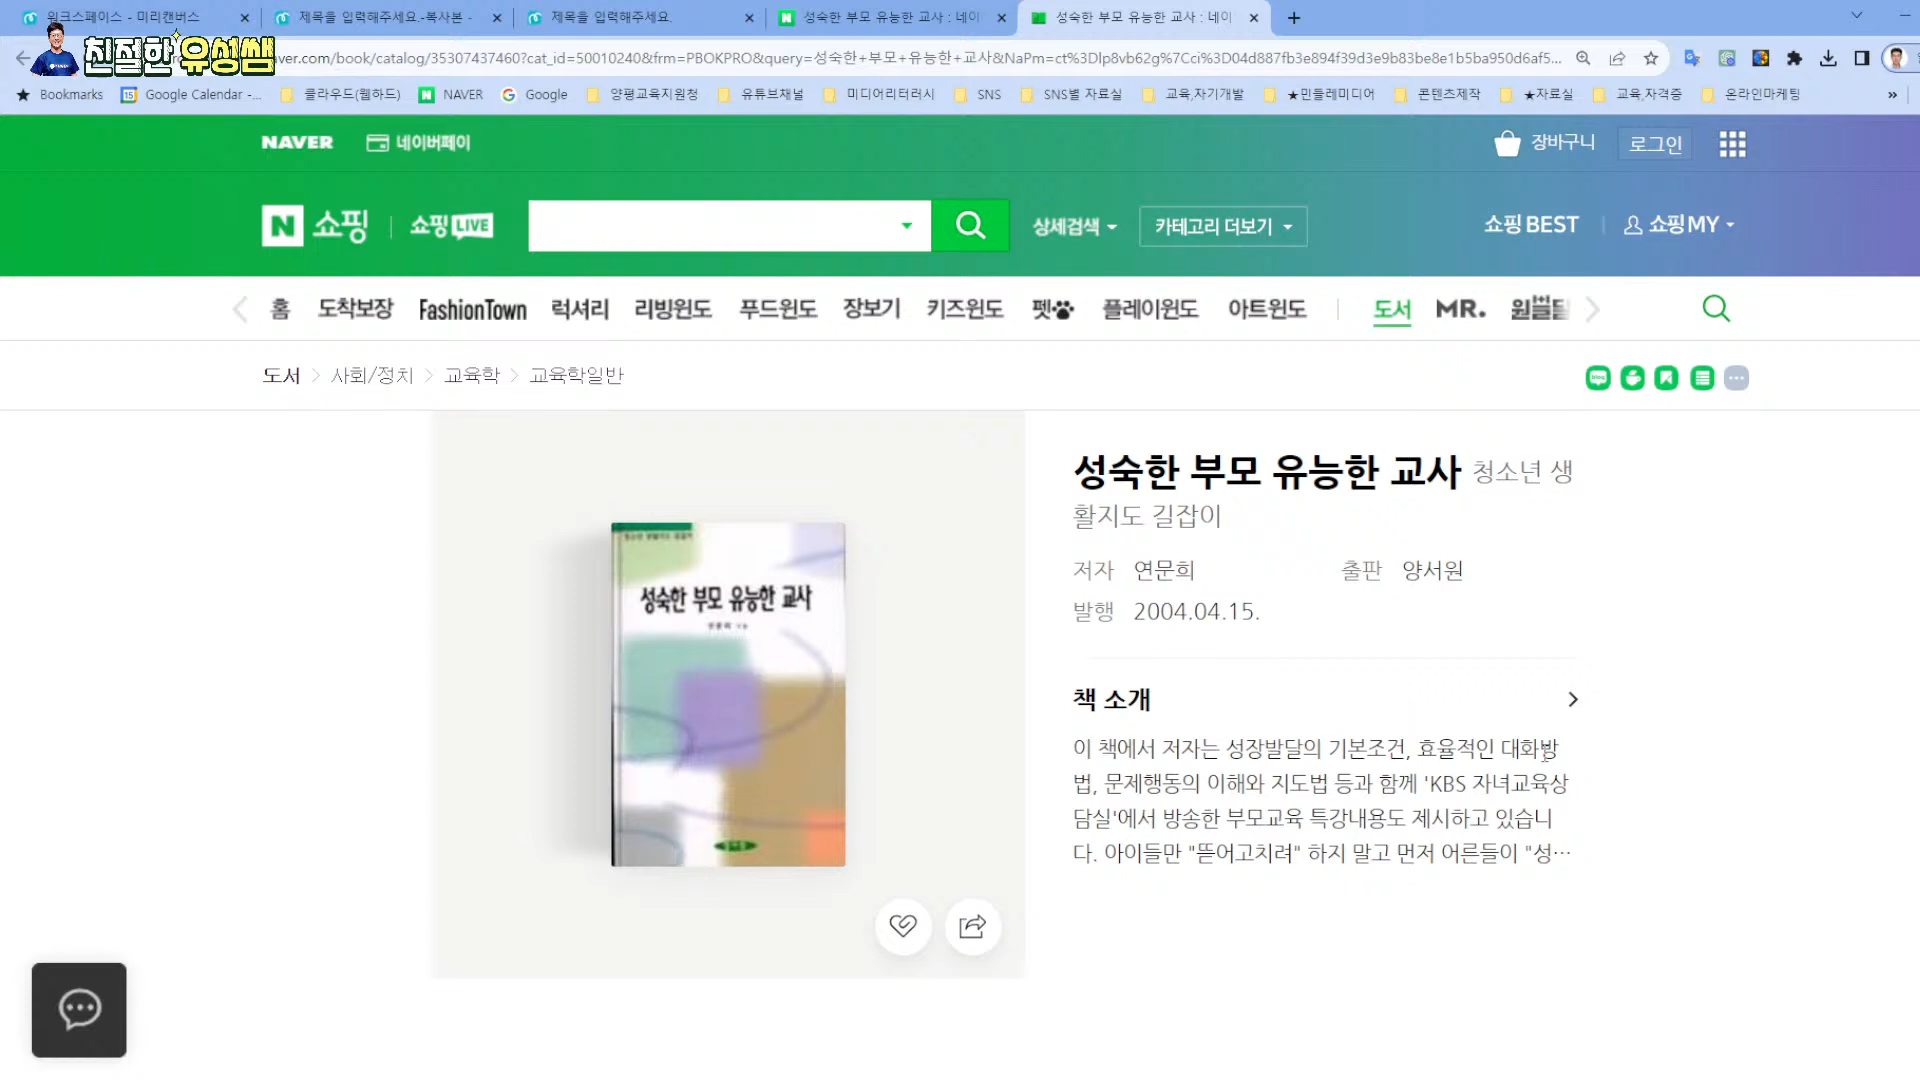 워크스페이스 - 미리캔버스
제목을 입력해주세요.-복사본 -
제목을 입력해주세요.
성숙한 부모 유능한 교사 : 네이
성숙한 부모 유능한 교사 : 네이
친절한 유성쌤
ver.com/book/catalog/35307437460?cat_id=50010240&frm=PBOKPRO&query=성숙한+부모+유능한+교사&NaPm=ct%3Dlp8vb62g%7Cci%3D04d887fb3e894f39d3e9b83be8e1b5ba950d6af5...
Bookmarks
Google Calendar -...
클라우드(웹하드)
NAVER
Google
양평교육지원청
유튜브채널
미디어리터러시
SNS
SNS별 자료실
교육,자기개발
★민들레미디어
콘텐츠제작
★자료실
교육,자격증
온라인마케팅
NAVER 네이버페이
장바구니 로그인
N 쇼핑 쇼핑LIVE
상세검색 카테고리 더보기
쇼핑BEST 쇼핑MY
홈 도착보장 FashionTown 럭셔리 리빙윈도 푸드윈도 장보기 키즈윈도 펫 플레이윈도 아트윈도 도서 MR.
도서 > 사회/정치 > 교육학 > 교육학일반
성숙한 부모 유능한 교사
성숙한 부모 유능한 교사 청소년 생
활지도 길잡이
저자 연문희 출판 양서원
발행 2004.04.15.
책 소개
이 책에서 저자는 성장발달의 기본조건, 효율적인 대화방
법, 문제행동의 이해와 지도법 등과 함께 'KBS 자녀교육상
담실'에서 방송한 부모교육 특강내용도 제시하고 있습니
다. 아이들만 "뜯어고치려" 하지 말고 먼저 어른들이 "성…